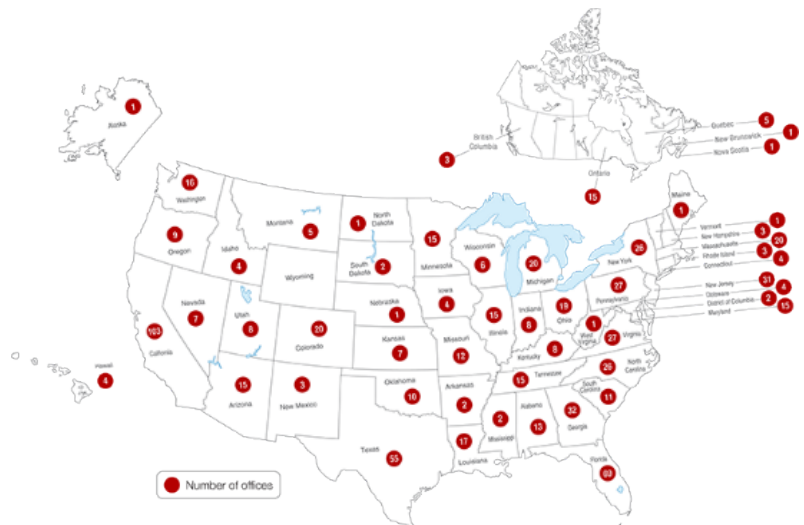 1
Alaska
British
Columbia
3
Ontario
15
Quebec
5
New Brunswick
1
Nova Scotia
1
16
Washington
9
Oregon
Idaho
4
Montana
5
Wyoming
1
North
Dakota
South
Dakota
2
Nebraska
1
Kansas
7
Nevada
7
Utah
8
20
Colorado
103
California
15
Arizona
3
New Mexico
Hawaii
4
Oklahoma
10
Texas
55
15
Minnesota
Iowa
4
Missouri
12
Arkansas
2
17
Louisiana
Wisconsin
6
20
Michigan
15
Illinois
Indiana
8
19
Ohio
Kentucky
8
15
Tennessee
2
Mississippi
Alabama
13
32
Georgia
Florida
South
Carolina
11
North
Carolina
27
Virginia
1
West
Virginia
27
Pennsylvania
26
New York
Maine
1
Vermont
1
New Hampshire
3
Massachusetts
20
Rhode Island
3
Connecticut
4
New Jersey
31
Delaware
4
District of Columbia
2
Maryland
15
Number of offices